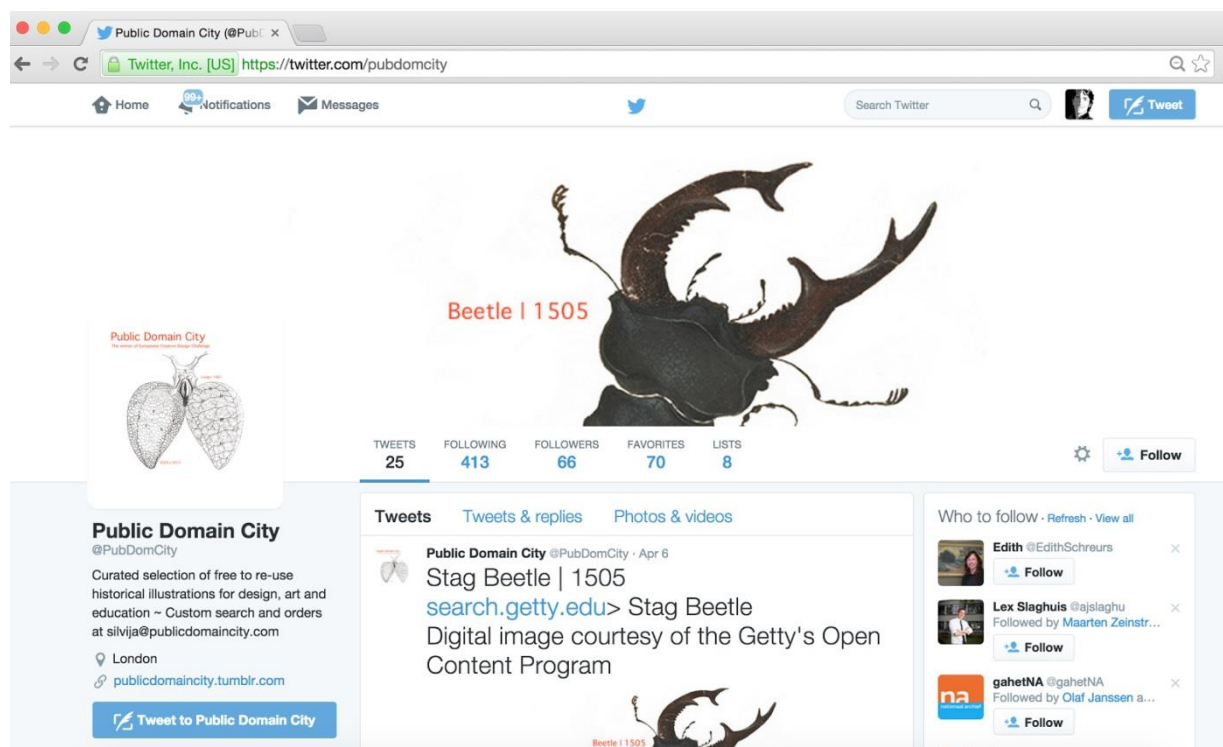 Public Domain City (@Pub
Twitter, Inc. [US] https://twitter.com/pubdomcity
Home
99+
Notifications
Messages
Search Twitter
Tweet
Beetle | 1505
Public Domain City
TWEETS
25
FOLLOWING
413
FOLLOWERS
66
FAVORITES
70
LISTS
8
Follow
Public Domain City
@PubDomCity
Curated selection of free to re-use
historical illustrations for design, art and
education ~ Custom search and orders
at silvija@publicdomaincity.com
London
publicdomaincity.tumblr.com
Tweet to Public Domain City
Tweets
Tweets & replies
Photos & videos
Public Domain City @PubDomCity · Apr 6
Stag Beetle | 1505
search.getty.edu> Stag Beetle
Digital image courtesy of the Getty's Open
Content Program
Beetle | 1505
Who to follow · Refresh · View all
Edith @EdithSchreurs
Follow
Lex Slaghuis @ajslaghu
Followed by Maarten Zeinstr...
Follow
na
gahetNA @gahetNA
Followed by Olaf Janssen a...
Follow